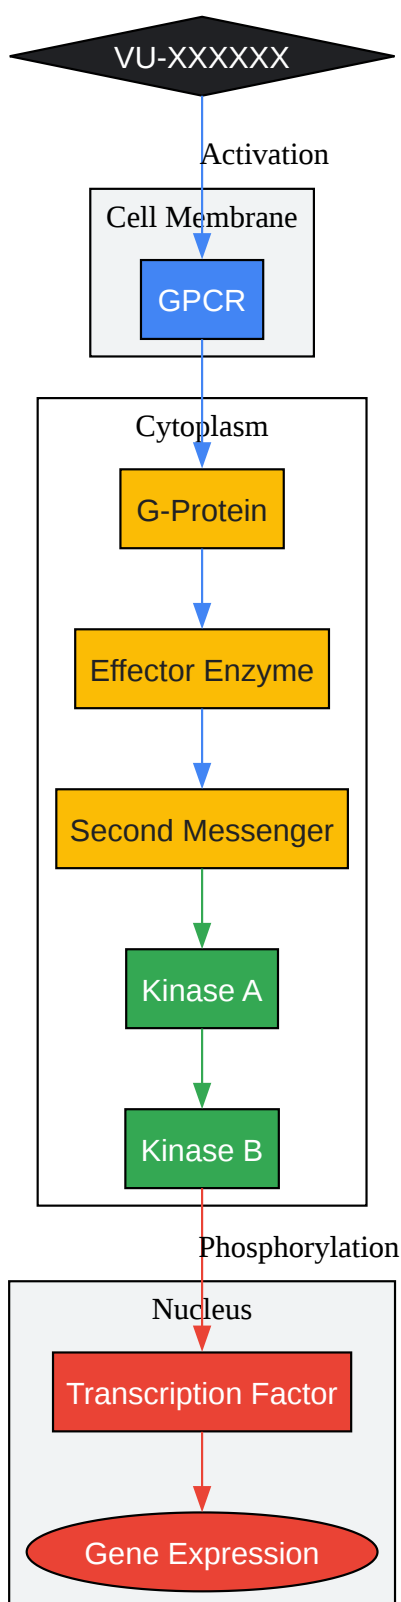 VU-XXXXXX
Activation
Cell Membrane
GPCR
Cytoplasm
G-Protein
Effector Enzyme
Second Messenger
Kinase A
Kinase B
Phosphorylation
Nucleus
Transcription Factor
Gene Expression